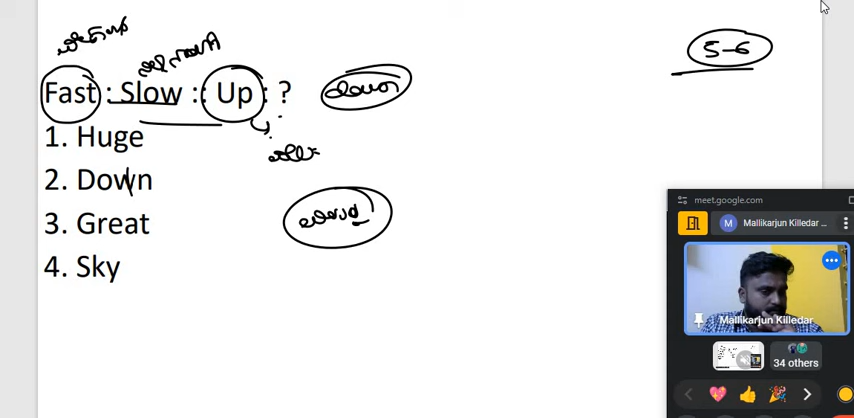 5-6
Fast : Slow :: Up : ?
1. Huge
2. Down
3. Great
4. Sky
meet.google.com
M Mallikarjun Killedar ...
Mallikarjun Killedar
34 others